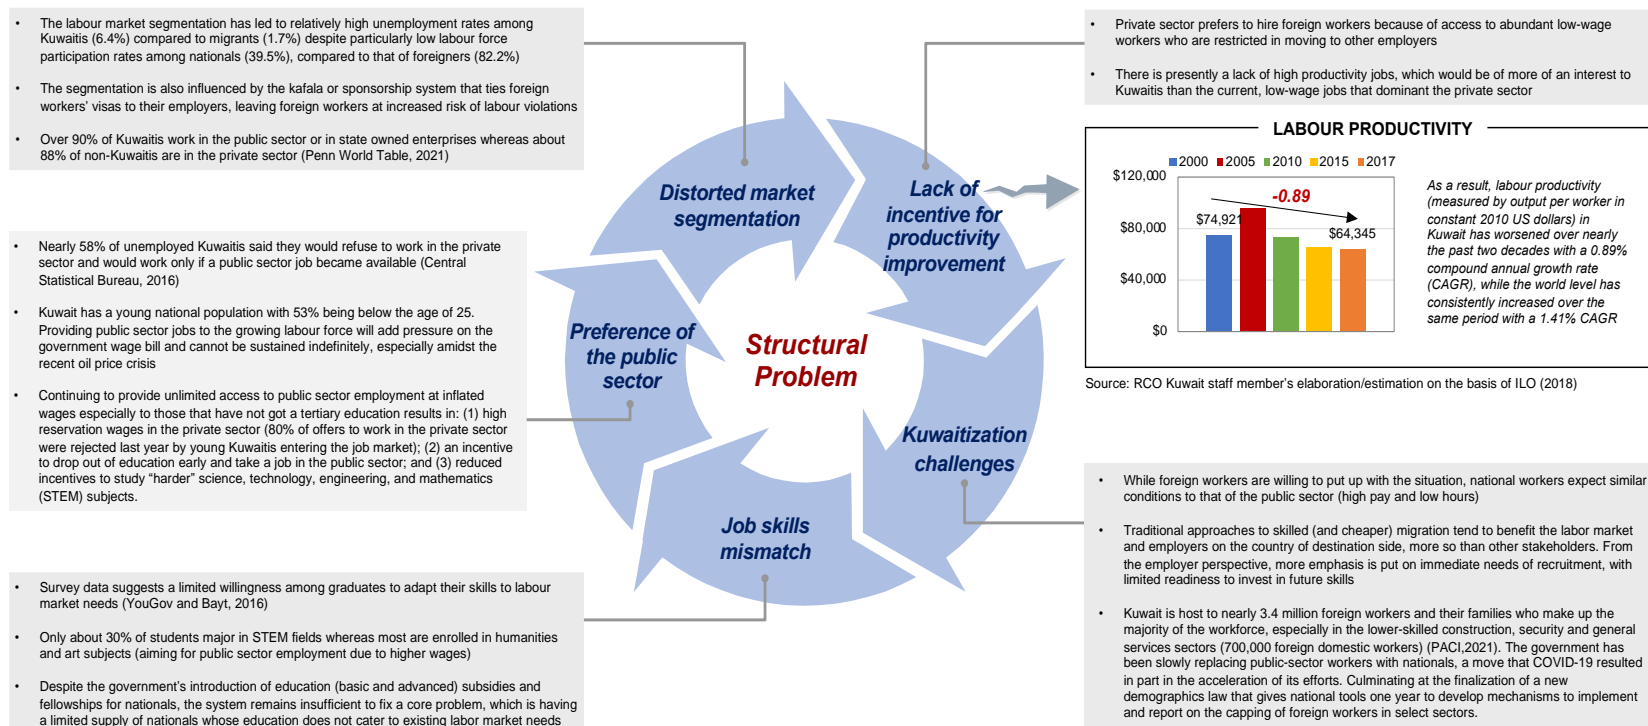 • The labour market segmentation has led to relatively high unemployment rates among
Kuwaitis (6.4%) compared to migrants (1.7%) despite particularly low labour force
participation rates among nationals (39.5%), compared to that of foreigners (82.2%)
• The segmentation is also influenced by the kafala or sponsorship system that ties foreign
workers' visas to their employers, leaving foreign workers at increased risk of labour violations
• Over 90% of Kuwaitis work in the public sector or in state owned enterprises whereas about
88% of non-Kuwaitis are in the private sector (Penn World Table, 2021)
• Nearly 58% of unemployed Kuwaitis said they would refuse to work in the private
sector and would work only if a public sector job became available (Central
Statistical Bureau, 2016)
• Kuwait has a young national population with 53% being below the age of 25.
Providing public sector jobs to the growing labour force will add pressure on the
government wage bill and cannot be sustained indefinitely, especially amidst the
recent oil price crisis
• Continuing to provide unlimited access to public sector employment at inflated
wages especially to those that have not got a tertiary education results in: (1) high
reservation wages in the private sector (80% of offers to work in the private sector
were rejected last year by young Kuwaitis entering the job market); (2) an incentive
to drop out of education early and take a job in the public sector; and (3) reduced
incentives to study "harder" science, technology, engineering, and mathematics
(STEM) subjects.
• Survey data suggests a limited willingness among graduates to adapt their skills to labour
market needs (YouGov and Bayt, 2016)
• Only about 30% of students major in STEM fields whereas most are enrolled in humanities
and art subjects (aiming for public sector employment due to higher wages)
• Despite the government's introduction of education (basic and advanced) subsidies and
fellowships for nationals, the system remains insufficient to fix a core problem, which is having
a limited supply of nationals whose education does not cater to existing labor market needs
Distorted market
segmentation
Lack of
incentive for
productivity
improvement
Preference of
the public
sector
Structural
Problem
Kuwaitization
challenges
Job skills
mismatch
• Private sector prefers to hire foreign workers because of access to abundant low-wage
workers who are restricted in moving to other employers
• There is presently a lack of high productivity jobs, which would be of more of an interest to
Kuwaitis than the current, low-wage jobs that dominant the private sector
LABOUR PRODUCTIVITY
2000 2005 2010 2015 2017
$120,000
$80,000
$40,000
$0
-0.89
$74,921
$64,345
As a result, labour productivity
(measured by output per worker in
constant 2010 US dollars) in
Kuwait has worsened over nearly
the past two decades with a 0.89%
compound annual growth rate
(CAGR), while the world level has
consistently increased over the
same period with a 1.41% CAGR
Source: RCO Kuwait staff member's elaboration/estimation on the basis of ILO (2018)
• While foreign workers are willing to put up with the situation, national workers expect similar
conditions to that of the public sector (high pay and low hours)
• Traditional approaches to skilled (and cheaper) migration tend to benefit the labor market
and employers on the country of destination side, more so than other stakeholders. From
the employer perspective, more emphasis is put on immediate needs of recruitment, with
limited readiness to invest in future skills
• Kuwait is host to nearly 3.4 million foreign workers and their families who make up the
majority of the workforce, especially in the lower-skilled construction, security and general
services sectors (700,000 foreign domestic workers) (PACI,2021). The government has
been slowly replacing public-sector workers with nationals, a move that COVID-19 resulted
in part in the acceleration of its efforts. Culminating at the finalization of a new
demographics law that gives national tools one year to develop mechanisms to implement
and report on the capping of foreign workers in select sectors.